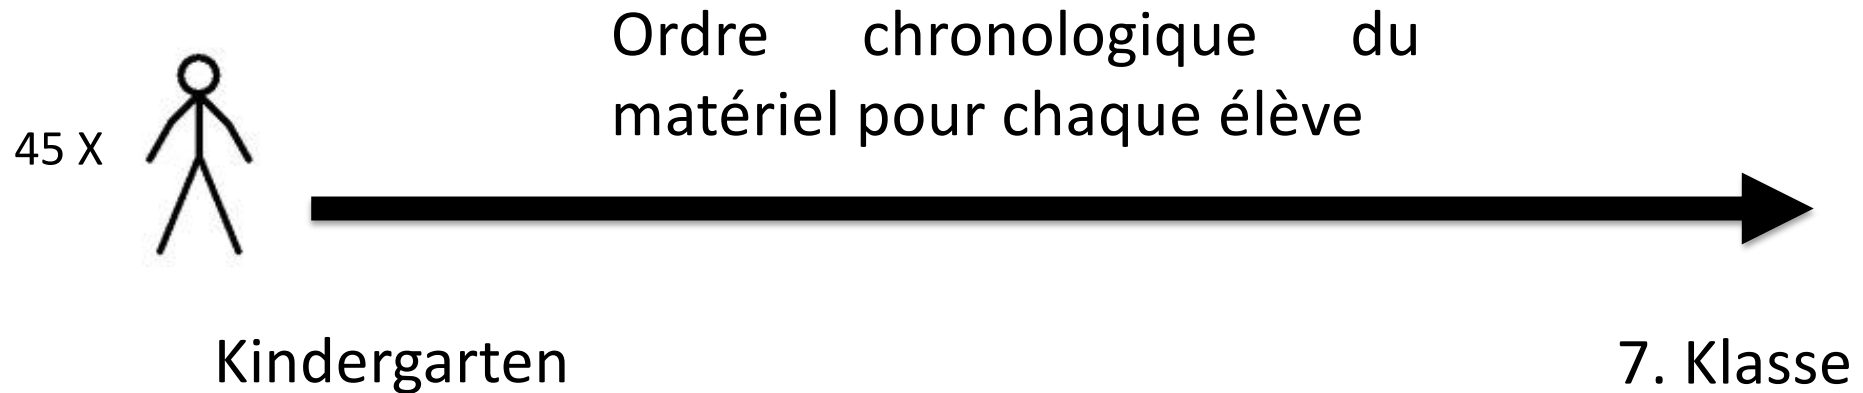 Ordre chronologique du
matériel pour chaque élève
45 X
Kindergarten
7. Klasse